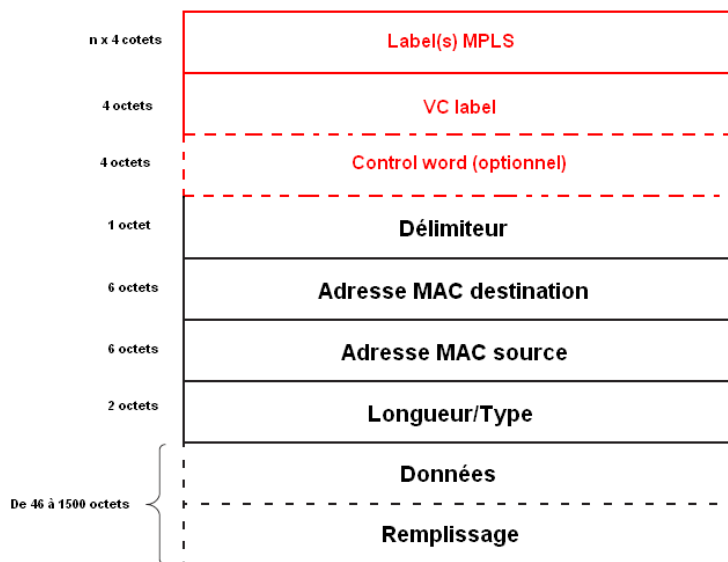 n x 4 cotets Label(s) MPLS
4 octets VC label
4 octets Control word (optionnel)
1 octet Délimiteur
6 octets Adresse MAC destination
6 octets Adresse MAC source
2 octets Longueur/Type
Données
De 46 à 1500 octets
Remplissage